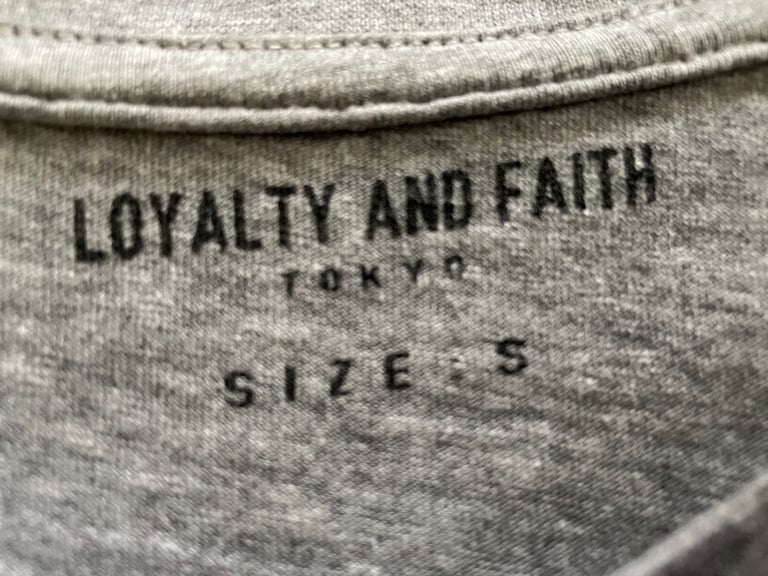 LOYALTY AND FAITH
TOKYO
SIZE : S